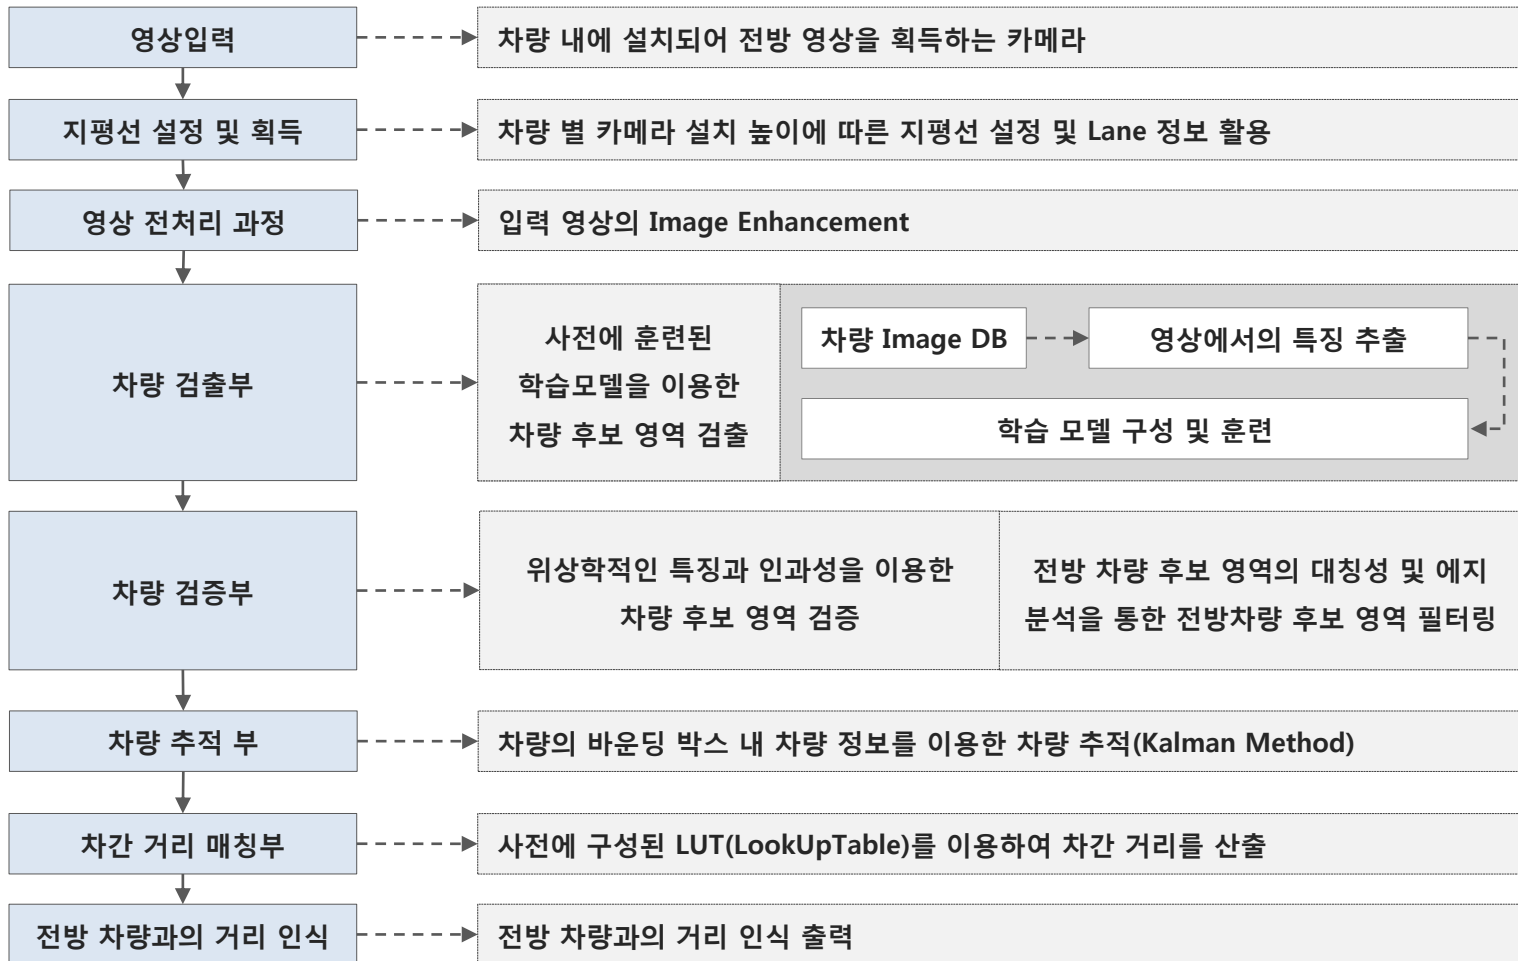 영상입력
차량 내에 설치되어 전방 영상을 획득하는 카메라
지평선 설정 및 획득
차량 별 카메라 설치 높이에 따른 지평선 설정 및 Lane 정보 활용
영상 전처리 과정
입력 영상의 Image Enhancement
차량 검출부
사전에 훈련된
학습모델을 이용한
차량 후보 영역 검출
차량 Image DB
영상에서의 특징 추출
학습 모델 구성 및 훈련
차량 검증부
위상학적인 특징과 인과성을 이용한
차량 후보 영역 검증
전방 차량 후보 영역의 대칭성 및 에지
분석을 통한 전방차량 후보 영역 필터링
차량 추적 부
차량의 바운딩 박스 내 차량 정보를 이용한 차량 추적(Kalman Method)
차간 거리 매칭부
사전에 구성된 LUT(LookUpTable)를 이용하여 차간 거리를 산출
전방 차량과의 거리 인식
전방 차량과의 거리 인식 출력